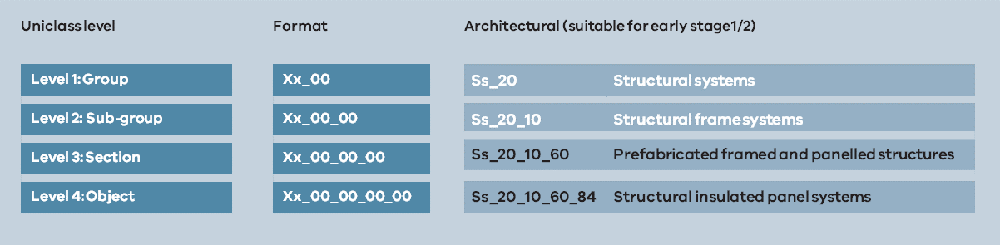 Uniclass level Format Architectural (suitable for early stage1/2)
Level 1: Group Xx_00 Ss_20 Structural systems
Level 2: Sub-group Xx_00_00 Ss_20_10 Structural frame systems
Level 3: Section Xx_00_00_00 Ss_20_10_60 Prefabricated framed and panelled structures
Level 4: Object Xx_00_00_00_00 Ss_20_10_60_84 Structural insulated panel systems